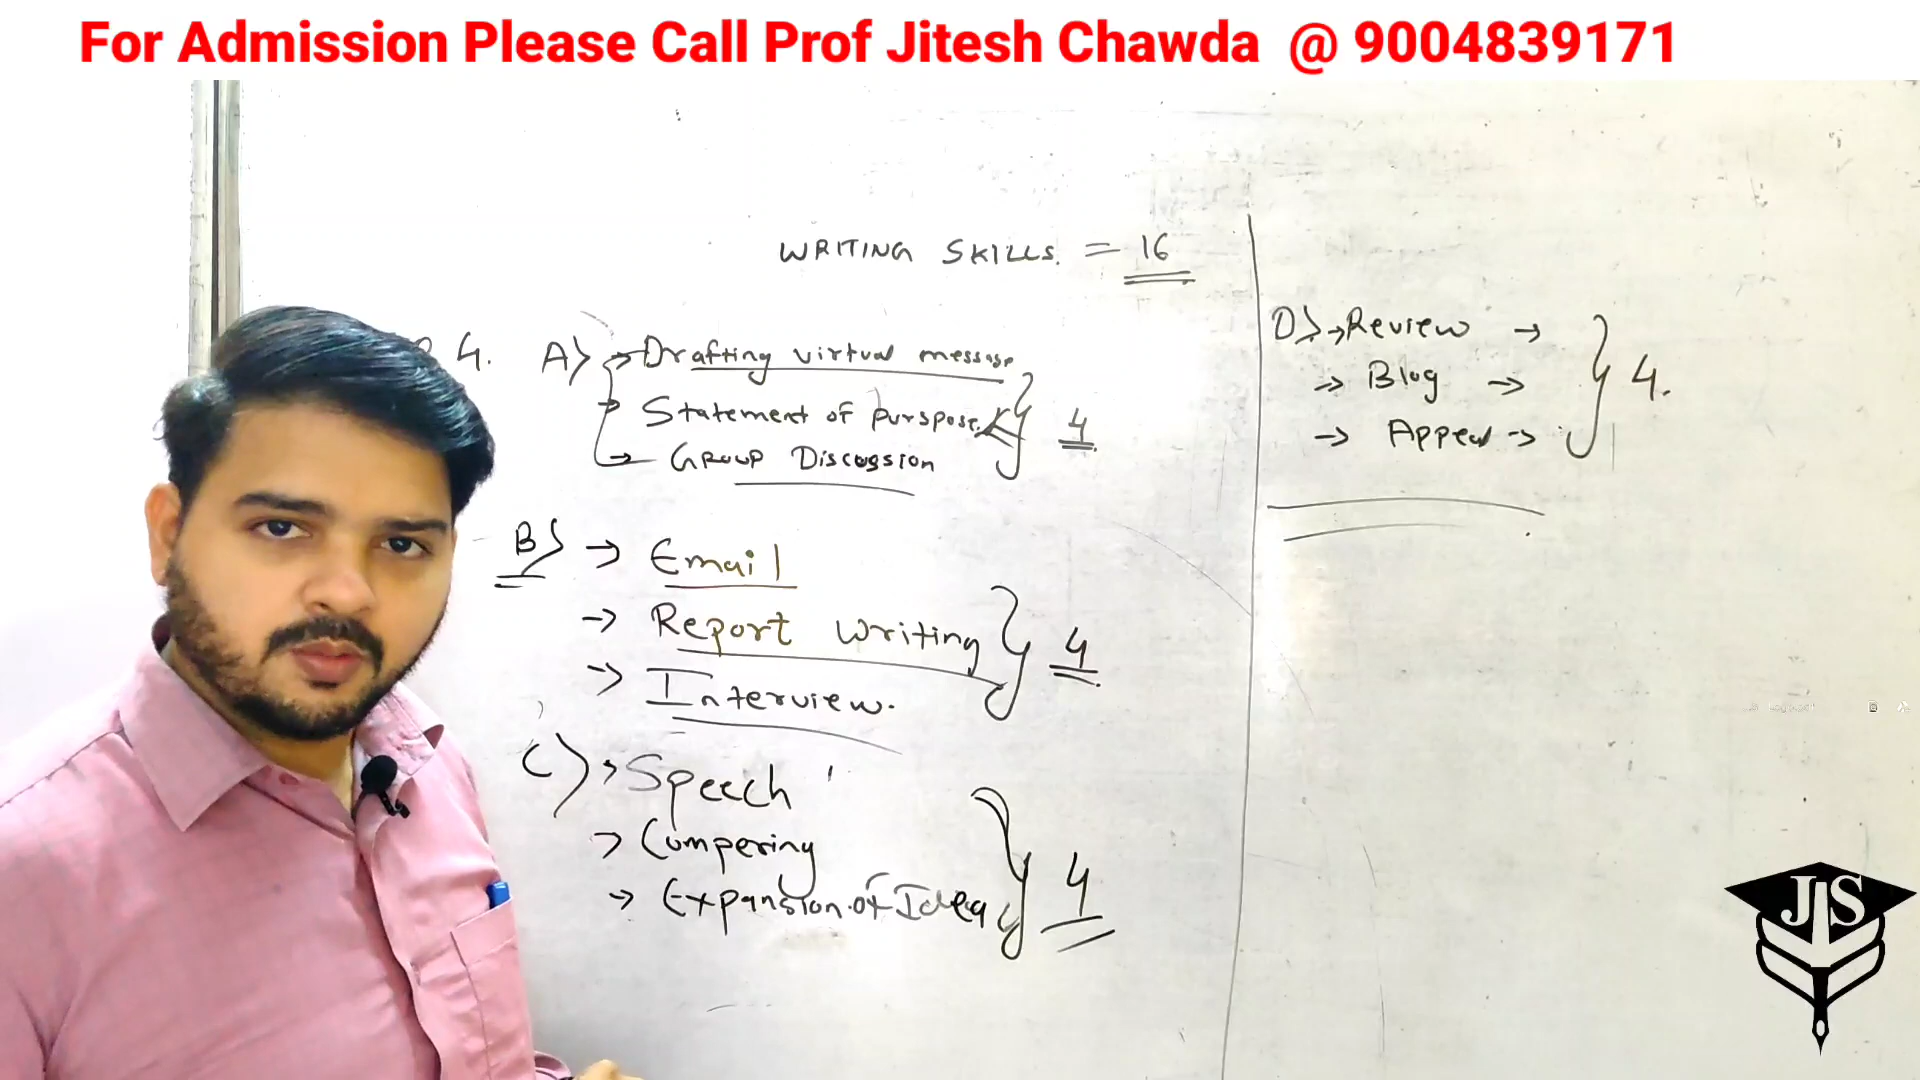 For Admission Please Call Prof Jitesh Chawda @ 9004839171
WRITING SKILLS. = 16
4. A) → Drafting virtual message
→ Statement of Purspose.
→ GROUP Discussion
4
B) → Email
→ Report writing
→ Interview.
4
C) → Speech
→ Compering
→ Expansion of Idea
4
D) → Review →
→ Blog →
→ Appeal →
4.
JS